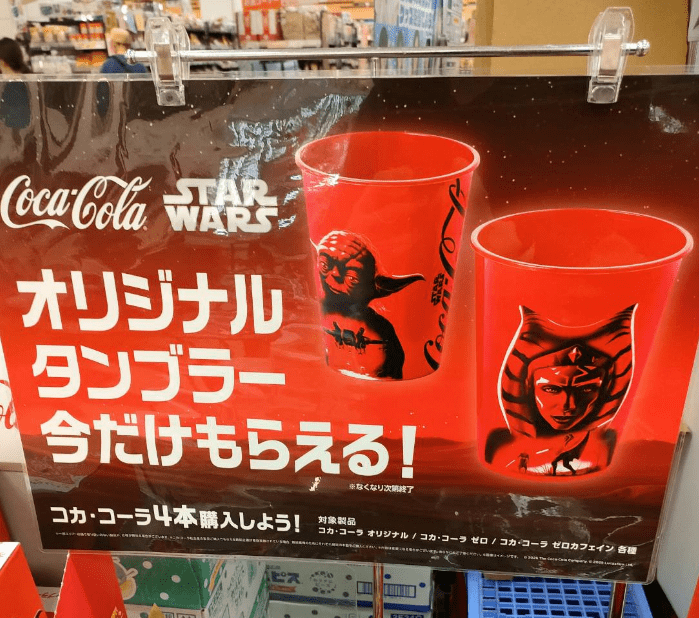 Coca-Cola
STAR
WARS
オリジナル
タンブラー
今だけもらえる!
※なくなり次第終了
コカ·コーラ4本購入しよう!
対象製品
コカ·コーラ オリジナル / コカ·コーラ ゼロ / コカ·コーラ ゼロカフェイン 各種
STAR
WARS